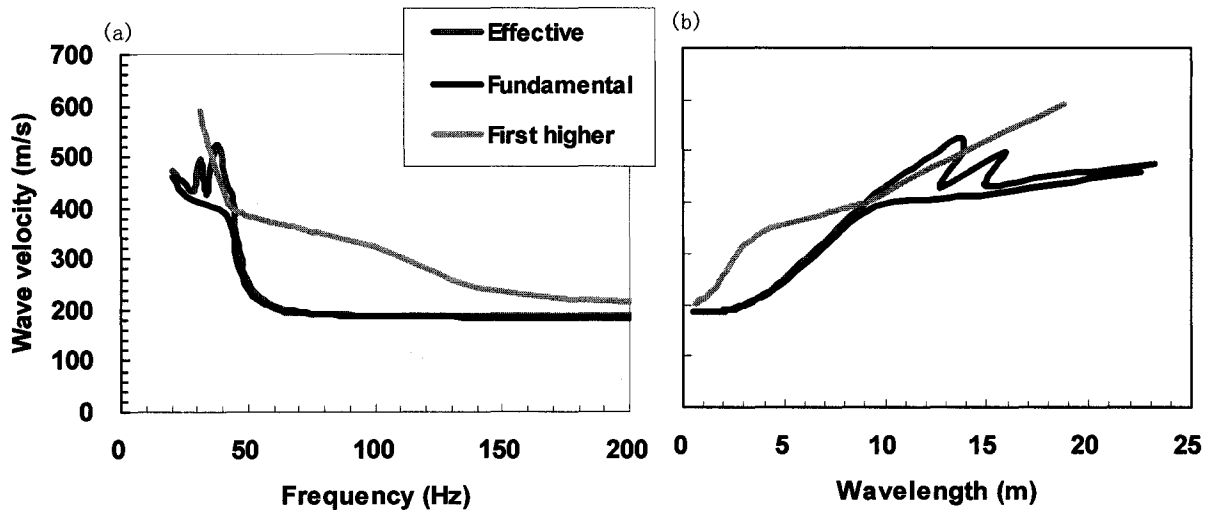 (a)
700
600
500
400
300
200
100
0
Wave velocity (m/s)
0 50 100 150 200
Frequency (Hz)
Effective
Fundamental
First higher
(b)
0 5 10 15 20 25
Wavelength (m)